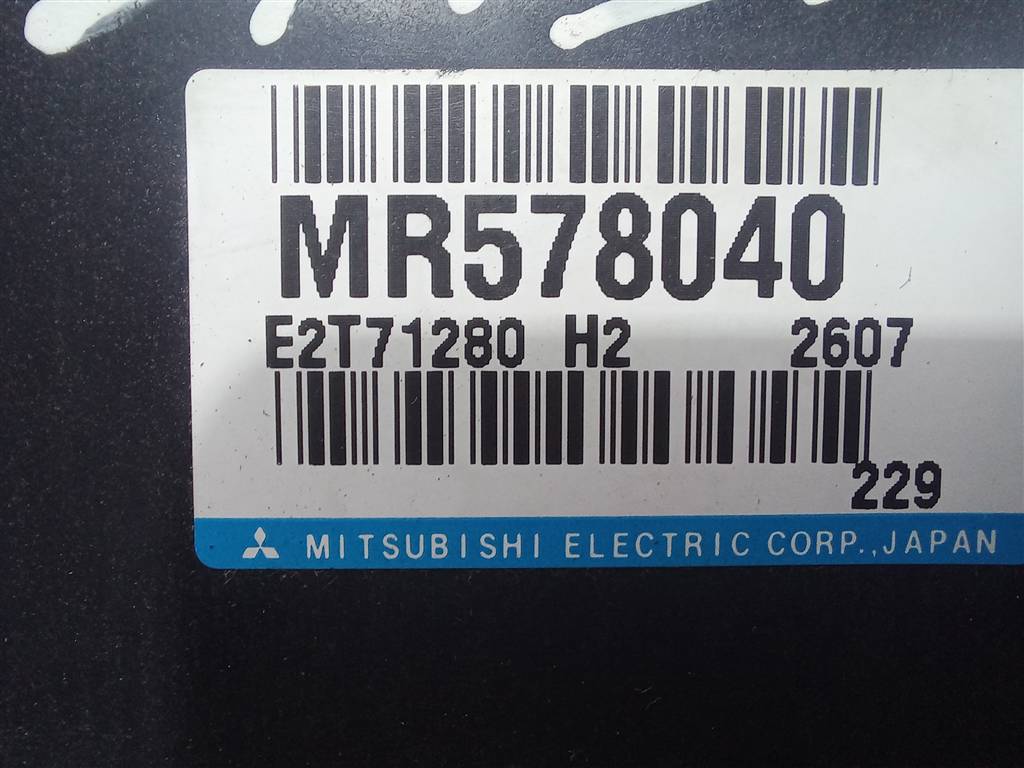 MR578040
E2T71280 H2 2607
229
MITSUBISHI ELECTRIC CORP.,JAPAN